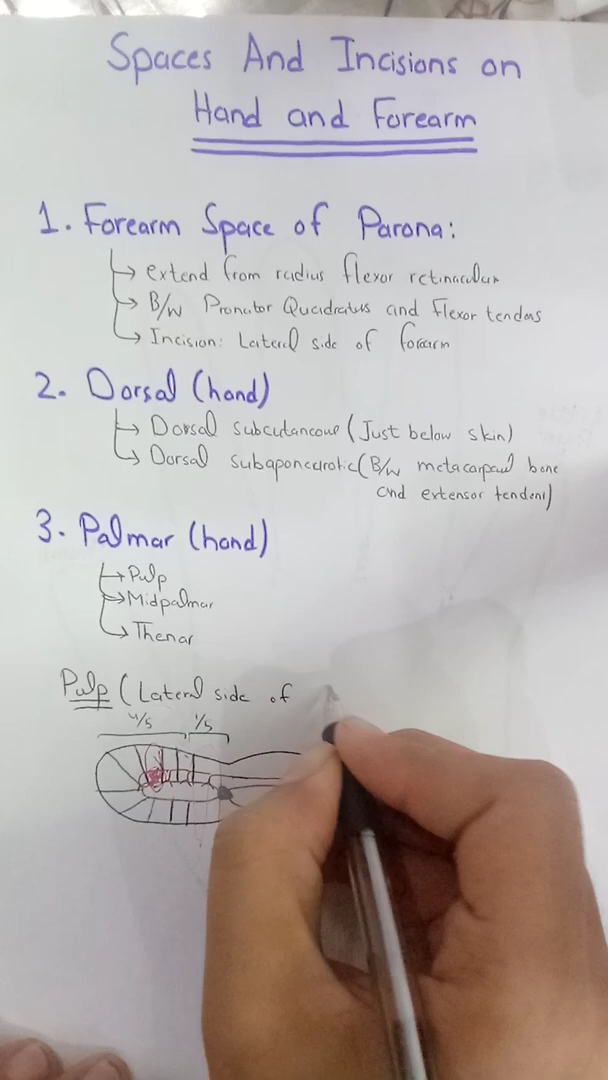 Spaces And Incisions on
Hand and Forearm
1. Forearm Space of Parona:
extend from radius flexor retinacular
B/w Pronator Quadratus and Flexor tendons
Incision: Lateral side of forearm
2. Dorsal (hand)
Dorsal subcutaneous (Just below skin)
Dorsal subaponeurotic (B/w metacarpal bone
and extensor tendons)
3. Palmar (hand)
Pulp
Midpalmar
Thenar
Pulp (Lateral side of
4/5 1/5